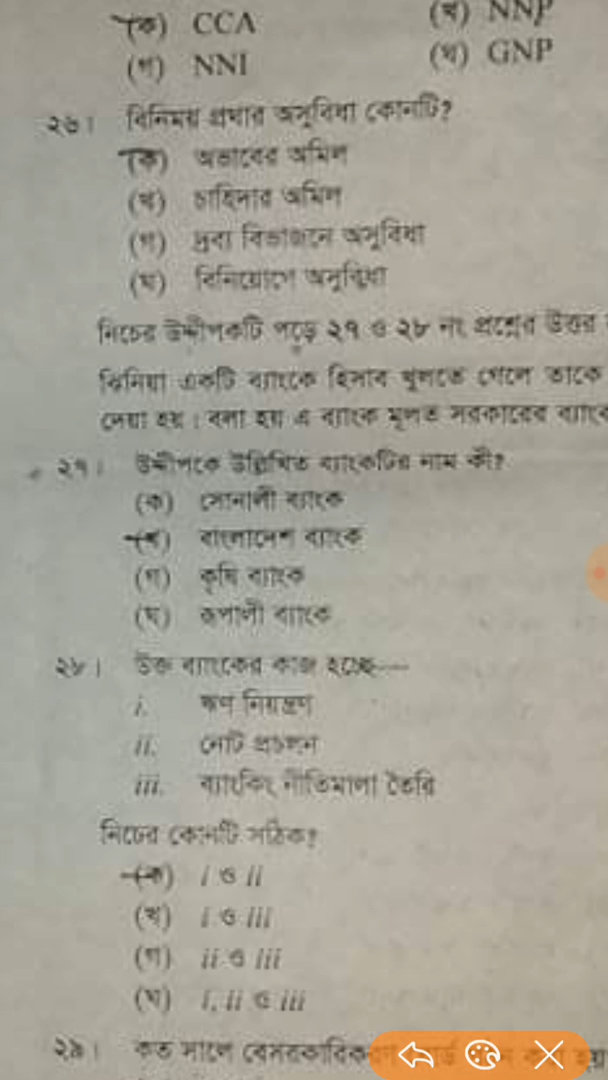 (ক) CCA (খ) NNP
(গ) NNI (ঘ) GNP
২৬। বিনিময় প্রথার অসুবিধা কোনটি?
(ক) অভাবের অমিল
(খ) চাহিদার অমিল
(গ) দ্রব্য বিভাজনে অসুবিধা
(ঘ) বিনিয়োগে অসুবিধা
নিচের উদ্দীপকটি পড়ে ২৭ ও ২৮ নং প্রশ্নের উত্তর
ঝিনিয়া একটি ব্যাংকে হিসাব খুলতে গেলে তাকে
দেয়া হয়। বলা হয় এ ব্যাংক মূলত সরকারের ব্যাংক
২৭। উদ্দীপকে উল্লিখিত ব্যাংকটির নাম কী?
(ক) সোনালী ব্যাংক
(খ) বাংলাদেশ ব্যাংক
(গ) কৃষি ব্যাংক
(ঘ) রূপালী ব্যাংক
২৮। উক্ত ব্যাংকের কাজ হচ্ছে----
i. ঋণ নিয়ন্ত্রণ
ii. নোট প্রচলন
iii. ব্যাংকিং নীতিমালা তৈরি
নিচের কোনটি সঠিক?
(ক) i ও ii
(খ) i ও iii
(গ) ii ও iii
(ঘ) i, ii ও iii
২৯। কত সালে বেসরকারিকরণ